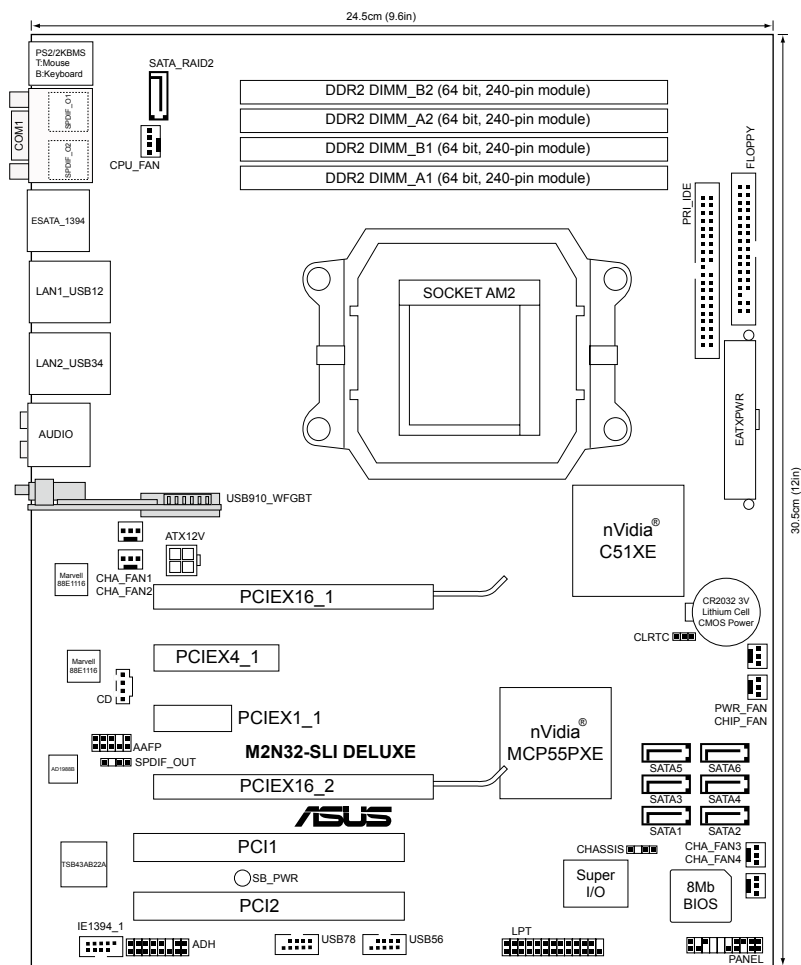 24.5cm (9.6in)
PS2/2KBMS
T:Mouse
B:Keyboard
SATA_RAID2
COM1
SPDIF_O1
SPDIF_O2
CPU_FAN
DDR2 DIMM_B2 (64 bit, 240-pin module)
DDR2 DIMM_A2 (64 bit, 240-pin module)
DDR2 DIMM_B1 (64 bit, 240-pin module)
DDR2 DIMM_A1 (64 bit, 240-pin module)
FLOPPY
PRI_IDE
ESATA_1394
LAN1_USB12
SOCKET AM2
LAN2_USB34
EATXPWR
AUDIO
30.5cm (12in)
USB910_WFGBT
nVidia®
C51XE
ATX12V
Marvell
88E1116
CHA_FAN1
CHA_FAN2
PCIEX16_1
CR2032 3V
Lithium Cell
CMOS Power
CLRTC
PCIEX4_1
Marvell
88E1116
CD
PWR_FAN
CHIP_FAN
PCIEX1_1
nVidia®
MCP55PXE
AAFP
SPDIF_OUT
M2N32-SLI DELUXE
AD1988B
SATA5
SATA6
PCIEX16_2
SATA3
SATA4
ASUS
SATA1
SATA2
PCI1
CHASSIS
CHA_FAN3
CHA_FAN4
TSB43AB22A
SB_PWR
Super
I/O
8Mb
BIOS
PCI2
IE1394_1
ADH
USB78
USB56
LPT
PANEL